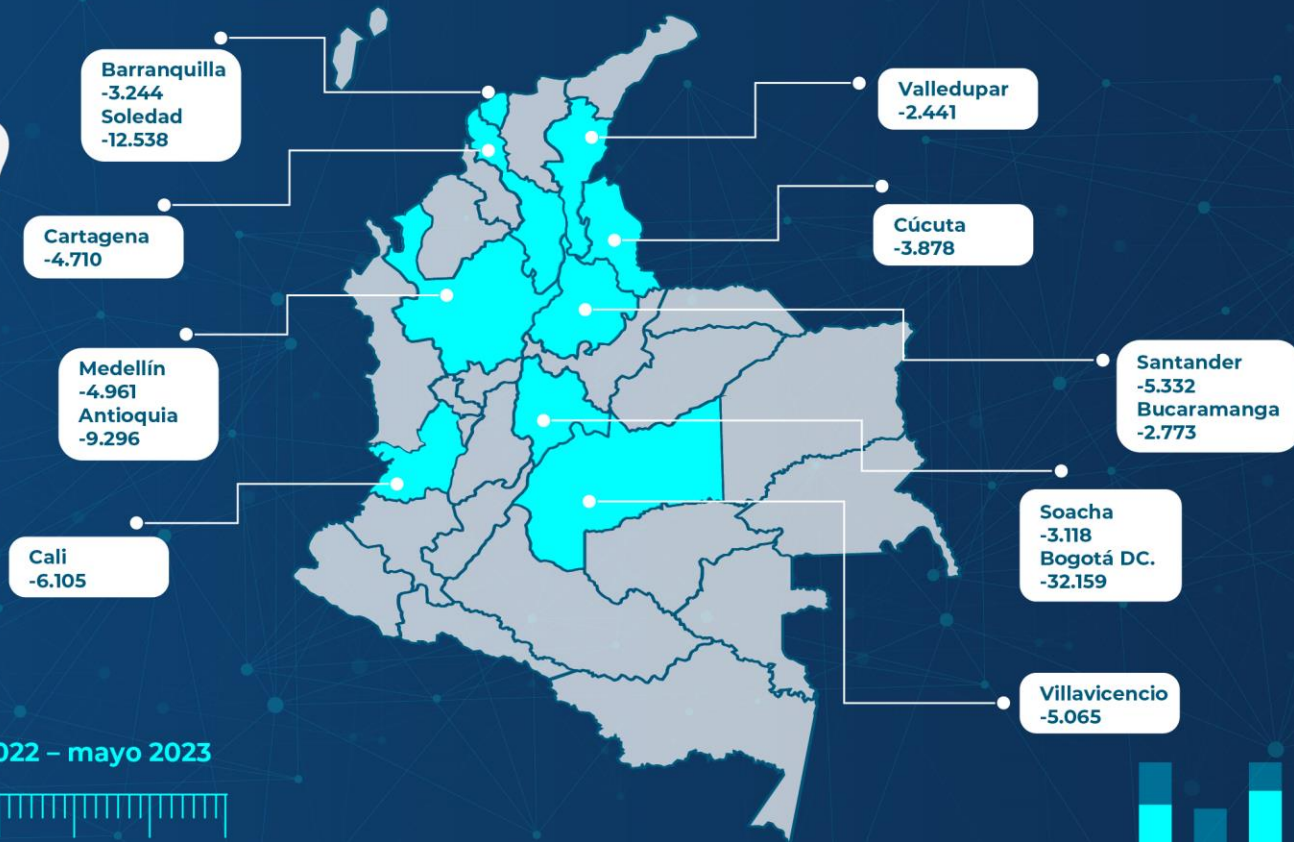 Barranquilla
-3.244
Soledad
-12.538
Valledupar
-2.441
Cartagena
-4.710
Cúcuta
-3.878
Medellín
-4.961
Antioquia
-9.296
Santander
-5.332
Bucaramanga
-2.773
Cali
-6.105
Soacha
-3.118
Bogotá DC.
-32.159
Villavicencio
-5.065
022 – mayo 2023